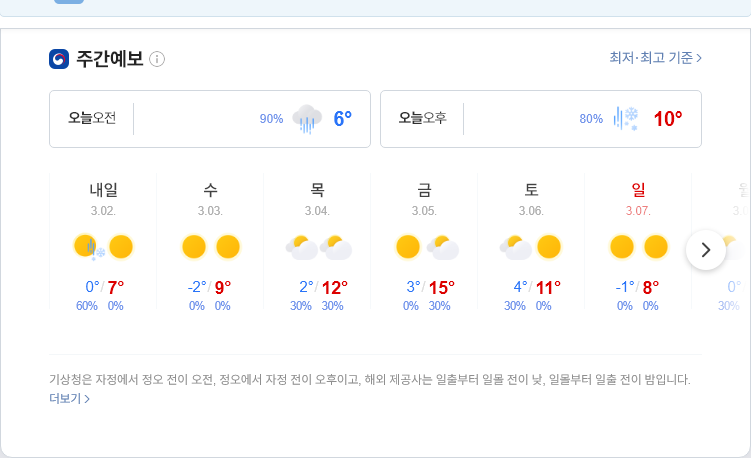 주간예보
최저·최고 기준 >
오늘오전 90% 6°
오늘오후 80% 10°
내일 수 목 금 토 일 월
3.02. 3.03. 3.04. 3.05. 3.06. 3.07.
0°/7° -2°/9° 2°/12° 3°/15° 4°/11° -1°/8° 0°
60% 0% 0% 0% 30% 30% 0% 30% 30% 0% 0% 0% 30%
기상청은 자정에서 정오 전이 오전, 정오에서 자정 전이 오후이고, 해외 제공사는 일출부터 일몰 전이 낮, 일몰부터 일출 전이 밤입니다.
더보기 >